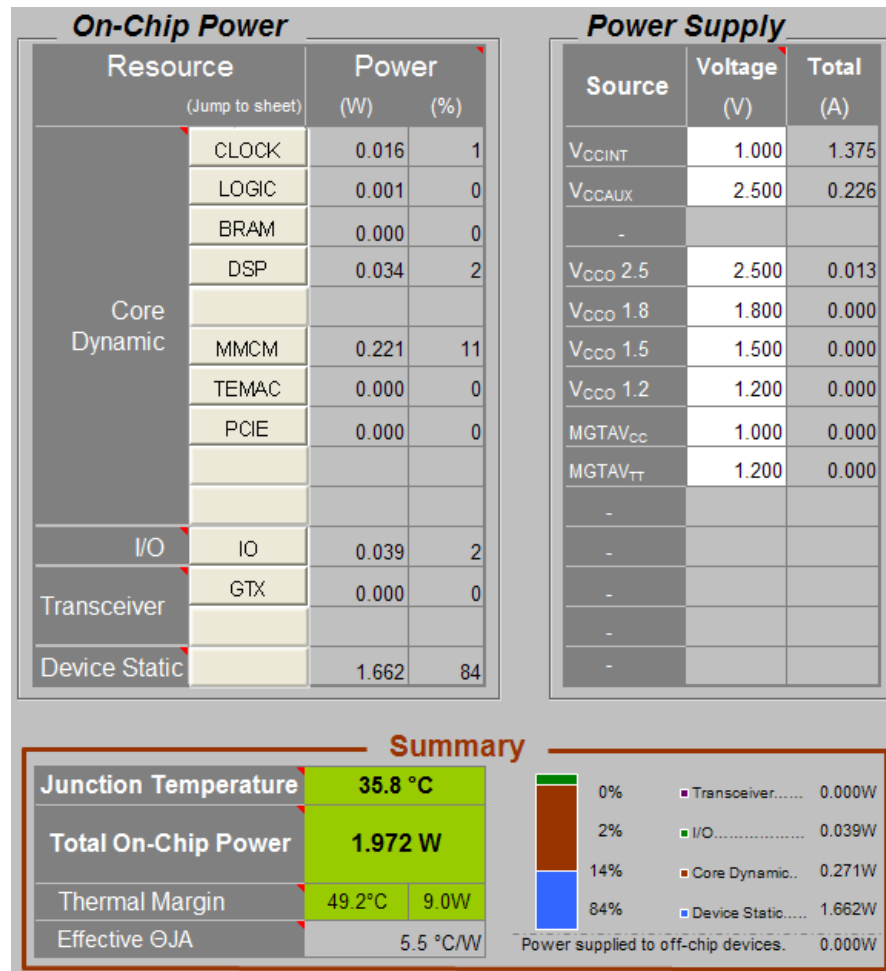 On-Chip Power
Resource Power
(Jump to sheet) (W) (%)
Core Dynamic
CLOCK 0.016 1
LOGIC 0.001 0
BRAM 0.000 0
DSP 0.034 2
MMCM 0.221 11
TEMAC 0.000 0
PCIE 0.000 0
I/O IO 0.039 2
Transceiver GTX 0.000 0
Device Static 1.662 84
Power Supply
Source Voltage Total
(V) (A)
VCCINT 1.000 1.375
VCCAUX 2.500 0.226
-
VCCO 2.5 2.500 0.013
VCCO 1.8 1.800 0.000
VCCO 1.5 1.500 0.000
VCCO 1.2 1.200 0.000
MGTAVCC 1.000 0.000
MGTAVTT 1.200 0.000
-
-
-
-
-
Summary
Junction Temperature 35.8 °C
Total On-Chip Power 1.972 W
Thermal Margin 49.2°C 9.0W
Effective ΘJA 5.5 °C/W
0% Transceiver...... 0.000W
2% I/O.................. 0.039W
14% Core Dynamic.. 0.271W
84% Device Static..... 1.662W
Power supplied to off-chip devices. 0.000W